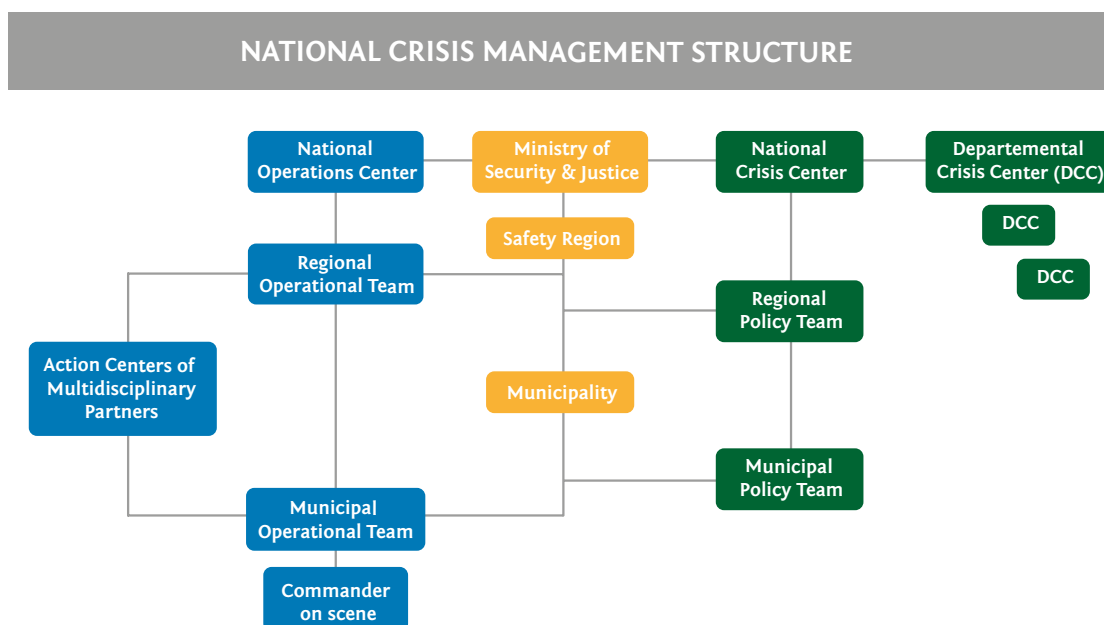 NATIONAL CRISIS MANAGEMENT STRUCTURE
National
Operations Center
Ministry of
Security & Justice
National
Crisis Center
Departemental
Crisis Center (DCC)
DCC
Safety Region
DCC
Regional
Operational Team
Regional
Policy Team
Action Centers of
Multidisciplinary
Partners
Municipality
Municipal
Policy Team
Municipal
Operational Team
Commander
on scene